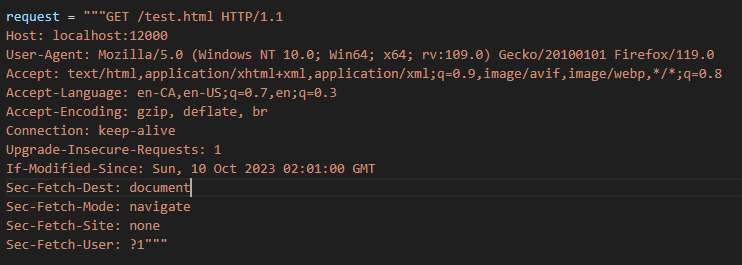 request = """GET /test.html HTTP/1.1
Host: localhost:12000
User-Agent: Mozilla/5.0 (Windows NT 10.0; Win64; x64; rv:109.0) Gecko/20100101 Firefox/119.0
Accept: text/html,application/xhtml+xml,application/xml;q=0.9,image/avif,image/webp,*/*;q=0.8
Accept-Language: en-CA,en-US;q=0.7,en;q=0.3
Accept-Encoding: gzip, deflate, br
Connection: keep-alive
Upgrade-Insecure-Requests: 1
If-Modified-Since: Sun, 10 Oct 2023 02:01:00 GMT
Sec-Fetch-Dest: document
Sec-Fetch-Mode: navigate
Sec-Fetch-Site: none
Sec-Fetch-User: ?1"""